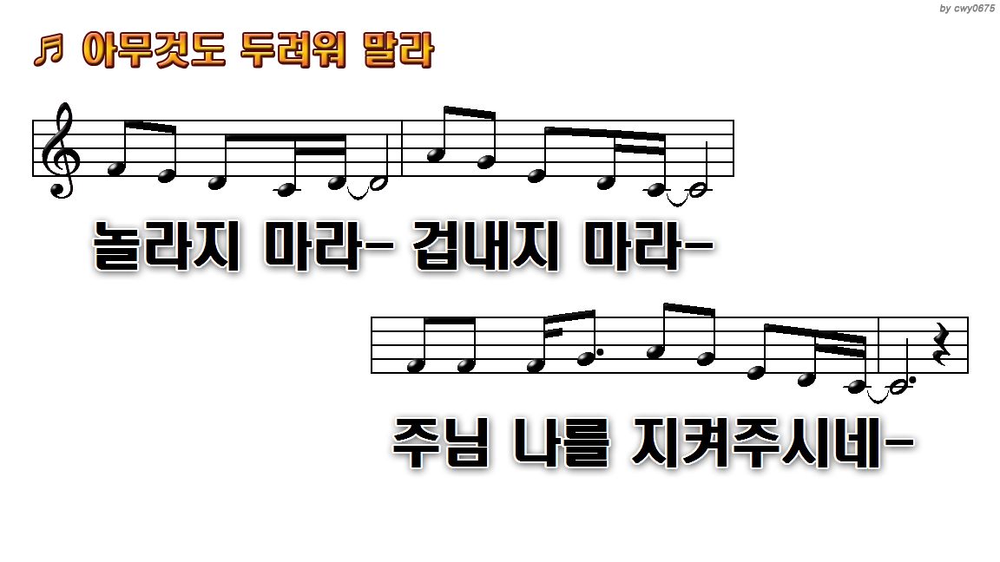 by cwy0675
♬ 아무것도 두려워 말라
놀라지 마라- 겁내지 마라-
주님 나를 지켜주시네-